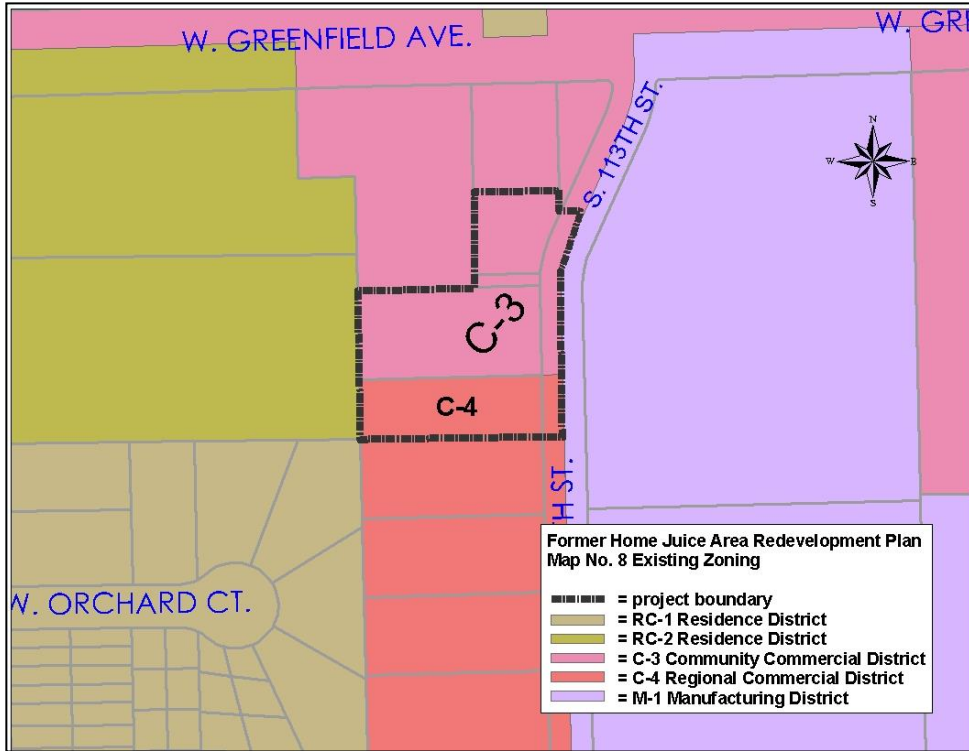 W. GREENFIELD AVE.
W. GRE
S. 113TH ST.
N
W
E
S
C-3
C-4
TH ST.
W. ORCHARD CT.
Former Home Juice Area Redevelopment Plan
Map No. 8 Existing Zoning
= project boundary
= RC-1 Residence District
= RC-2 Residence District
= C-3 Community Commercial District
= C-4 Regional Commercial District
= M-1 Manufacturing District